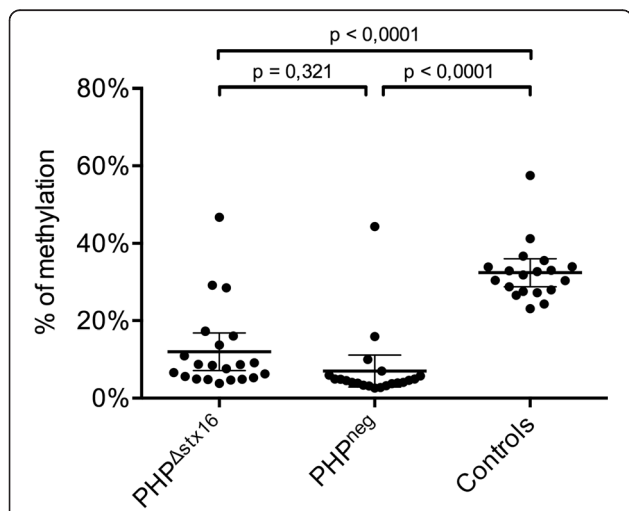 p < 0,0001
p = 0,321 p < 0,0001
80%
60%
40%
20%
0%
% of methylation
PHPΔstx16
PHPneg
Controls